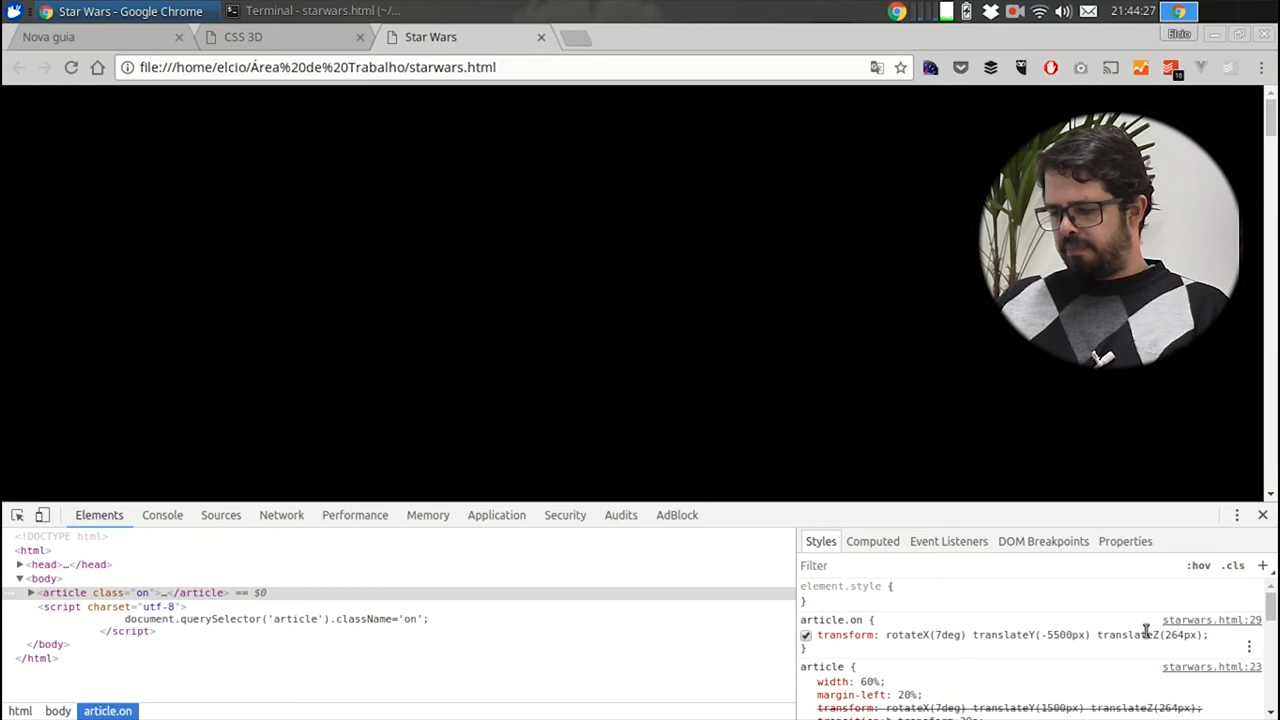 Star Wars - Google Chrome
Terminal - starwars.html (~/...
21:44:27
Nova guia
CSS 3D
Star Wars
Elcio
file:///home/elcio/Área%20de%20Trabalho/starwars.html
16
Elements
Console
Sources
Network
Performance
Memory
Application
Security
Audits
AdBlock
<!DOCTYPE html>
<html>
<head>…</head>
<body>
<article class="on">…</article> == $0
<script charset="utf-8">
document.querySelector('article').className='on';
</script>
</body>
</html>
html body article.on
Styles
Computed
Event Listeners
DOM Breakpoints
Properties
Filter
:hov .cls +
element.style {
}
article.on {
starwars.html:29
transform: rotateX(7deg) translateY(-5500px) translateZ(264px);
}
article {
starwars.html:23
width: 60%;
margin-left: 20%;
transform: rotateX(7deg) translateY(1500px) translateZ(264px);